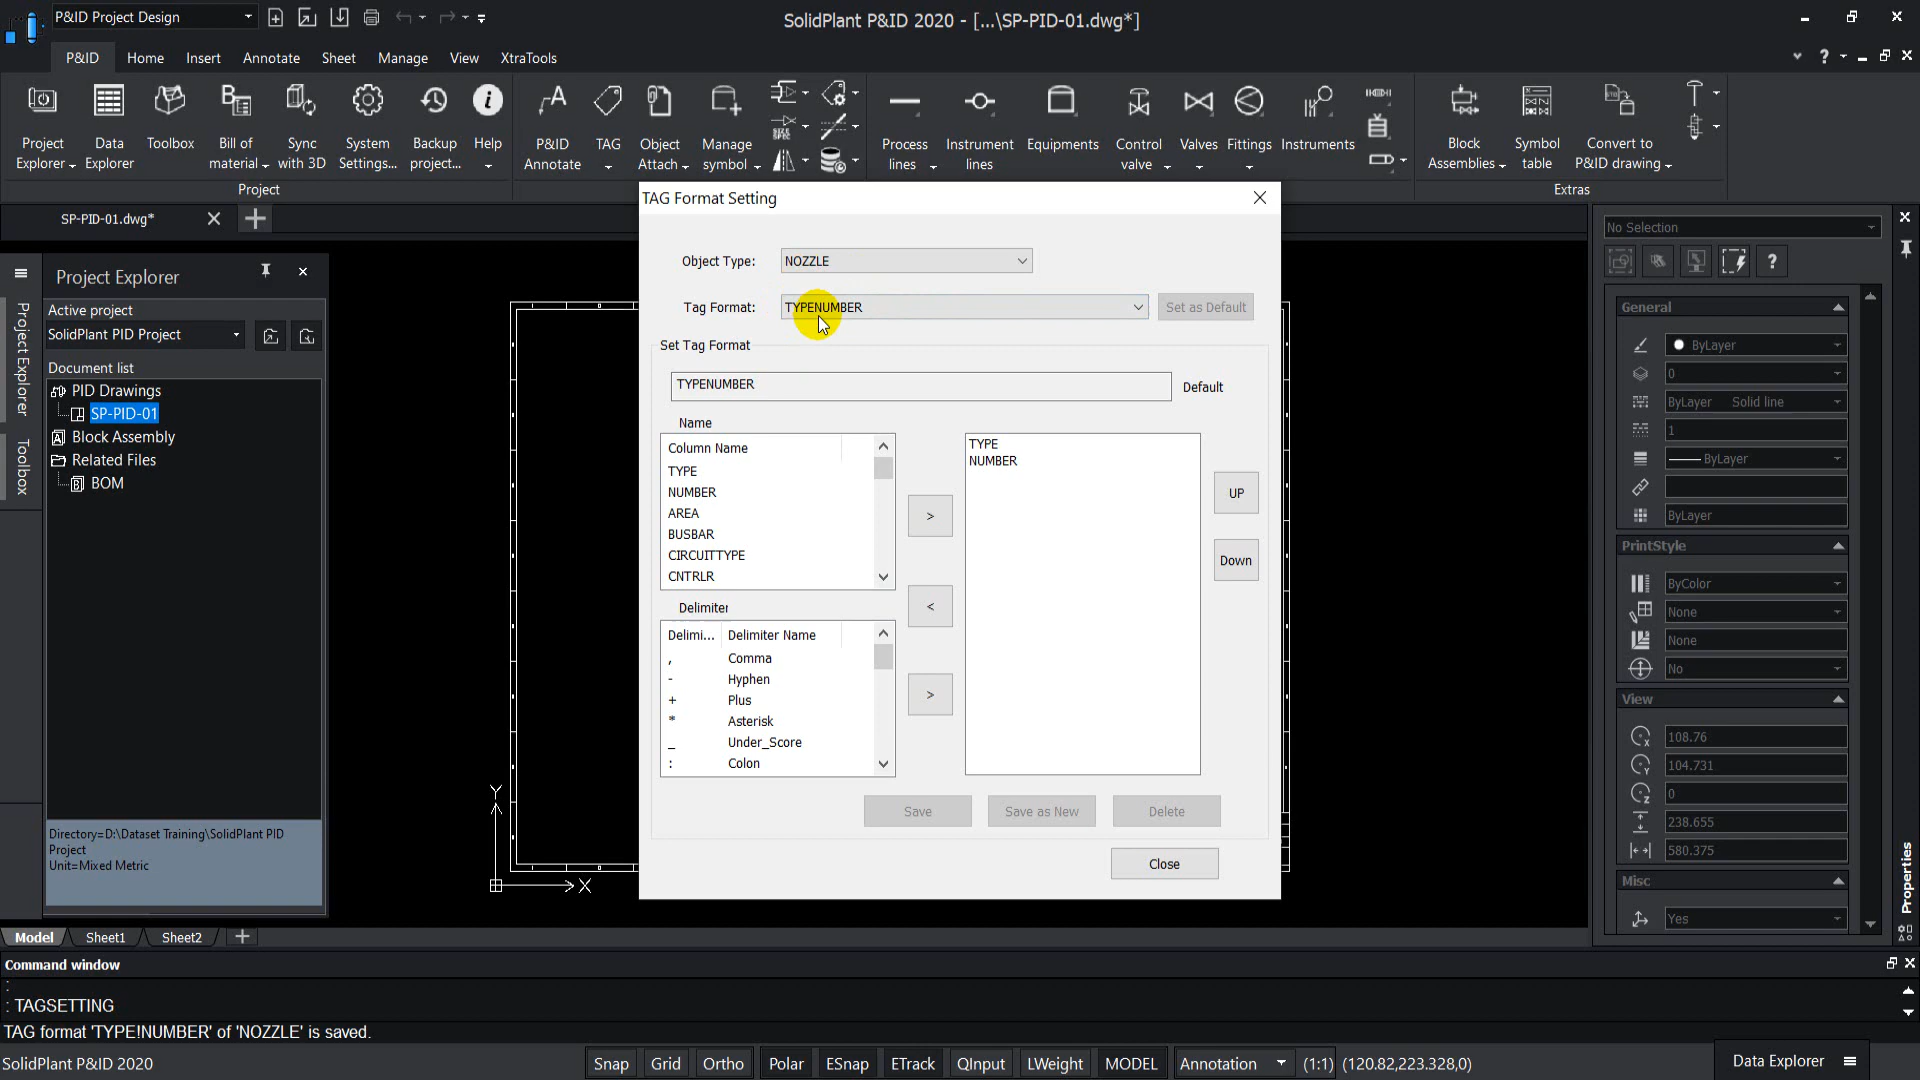 P&ID Project Design
SolidPlant P&ID 2020 - [...\SP-PID-01.dwg*]
P&ID Home Insert Annotate Sheet Manage View XtraTools
Project Explorer
Data Explorer
Toolbox
Bill of material
Sync with 3D
System Settings...
Backup project...
Help
P&ID Annotate
TAG
Object Attach
Manage symbol
Process lines
Instrument lines
Equipments
Control valve
Valves
Fittings
Instruments
Block Assemblies
Symbol table
Convert to P&ID drawing
Project
Extras
SP-PID-01.dwg*
Project Explorer
Toolbox
Project Explorer
Active project
SolidPlant PID Project
Document list
PID Drawings
SP-PID-01
Block Assembly
Related Files
BOM
Directory=D:\Dataset Training\SolidPlant PID
Project
Unit=Mixed Metric
Y
X
TAG Format Setting
Object Type: NOZZLE
Tag Format: TYPENUMBER Set as Default
Set Tag Format
TYPENUMBER Default
Name
Column Name
TYPE
NUMBER
AREA
BUSBAR
CIRCUITTYPE
CNTRLR
Delimiter
Delimi... Delimiter Name
, Comma
- Hyphen
+ Plus
* Asterisk
_ Under_Score
: Colon
>
<
>
TYPE
NUMBER
UP
Down
Save Save as New Delete
Close
No Selection
?
General
ByLayer
0
ByLayer Solid line
1
ByLayer
ByLayer
PrintStyle
ByColor
None
None
No
View
108.76
104.731
0
238.655
580.375
Misc
Yes
Properties
Model Sheet1 Sheet2
Command window
:
: TAGSETTING
TAG format 'TYPE!NUMBER' of 'NOZZLE' is saved.
SolidPlant P&ID 2020
Snap Grid Ortho Polar ESnap ETrack QInput LWeight MODEL Annotation (1:1) (120.82,223.328,0)
Data Explorer